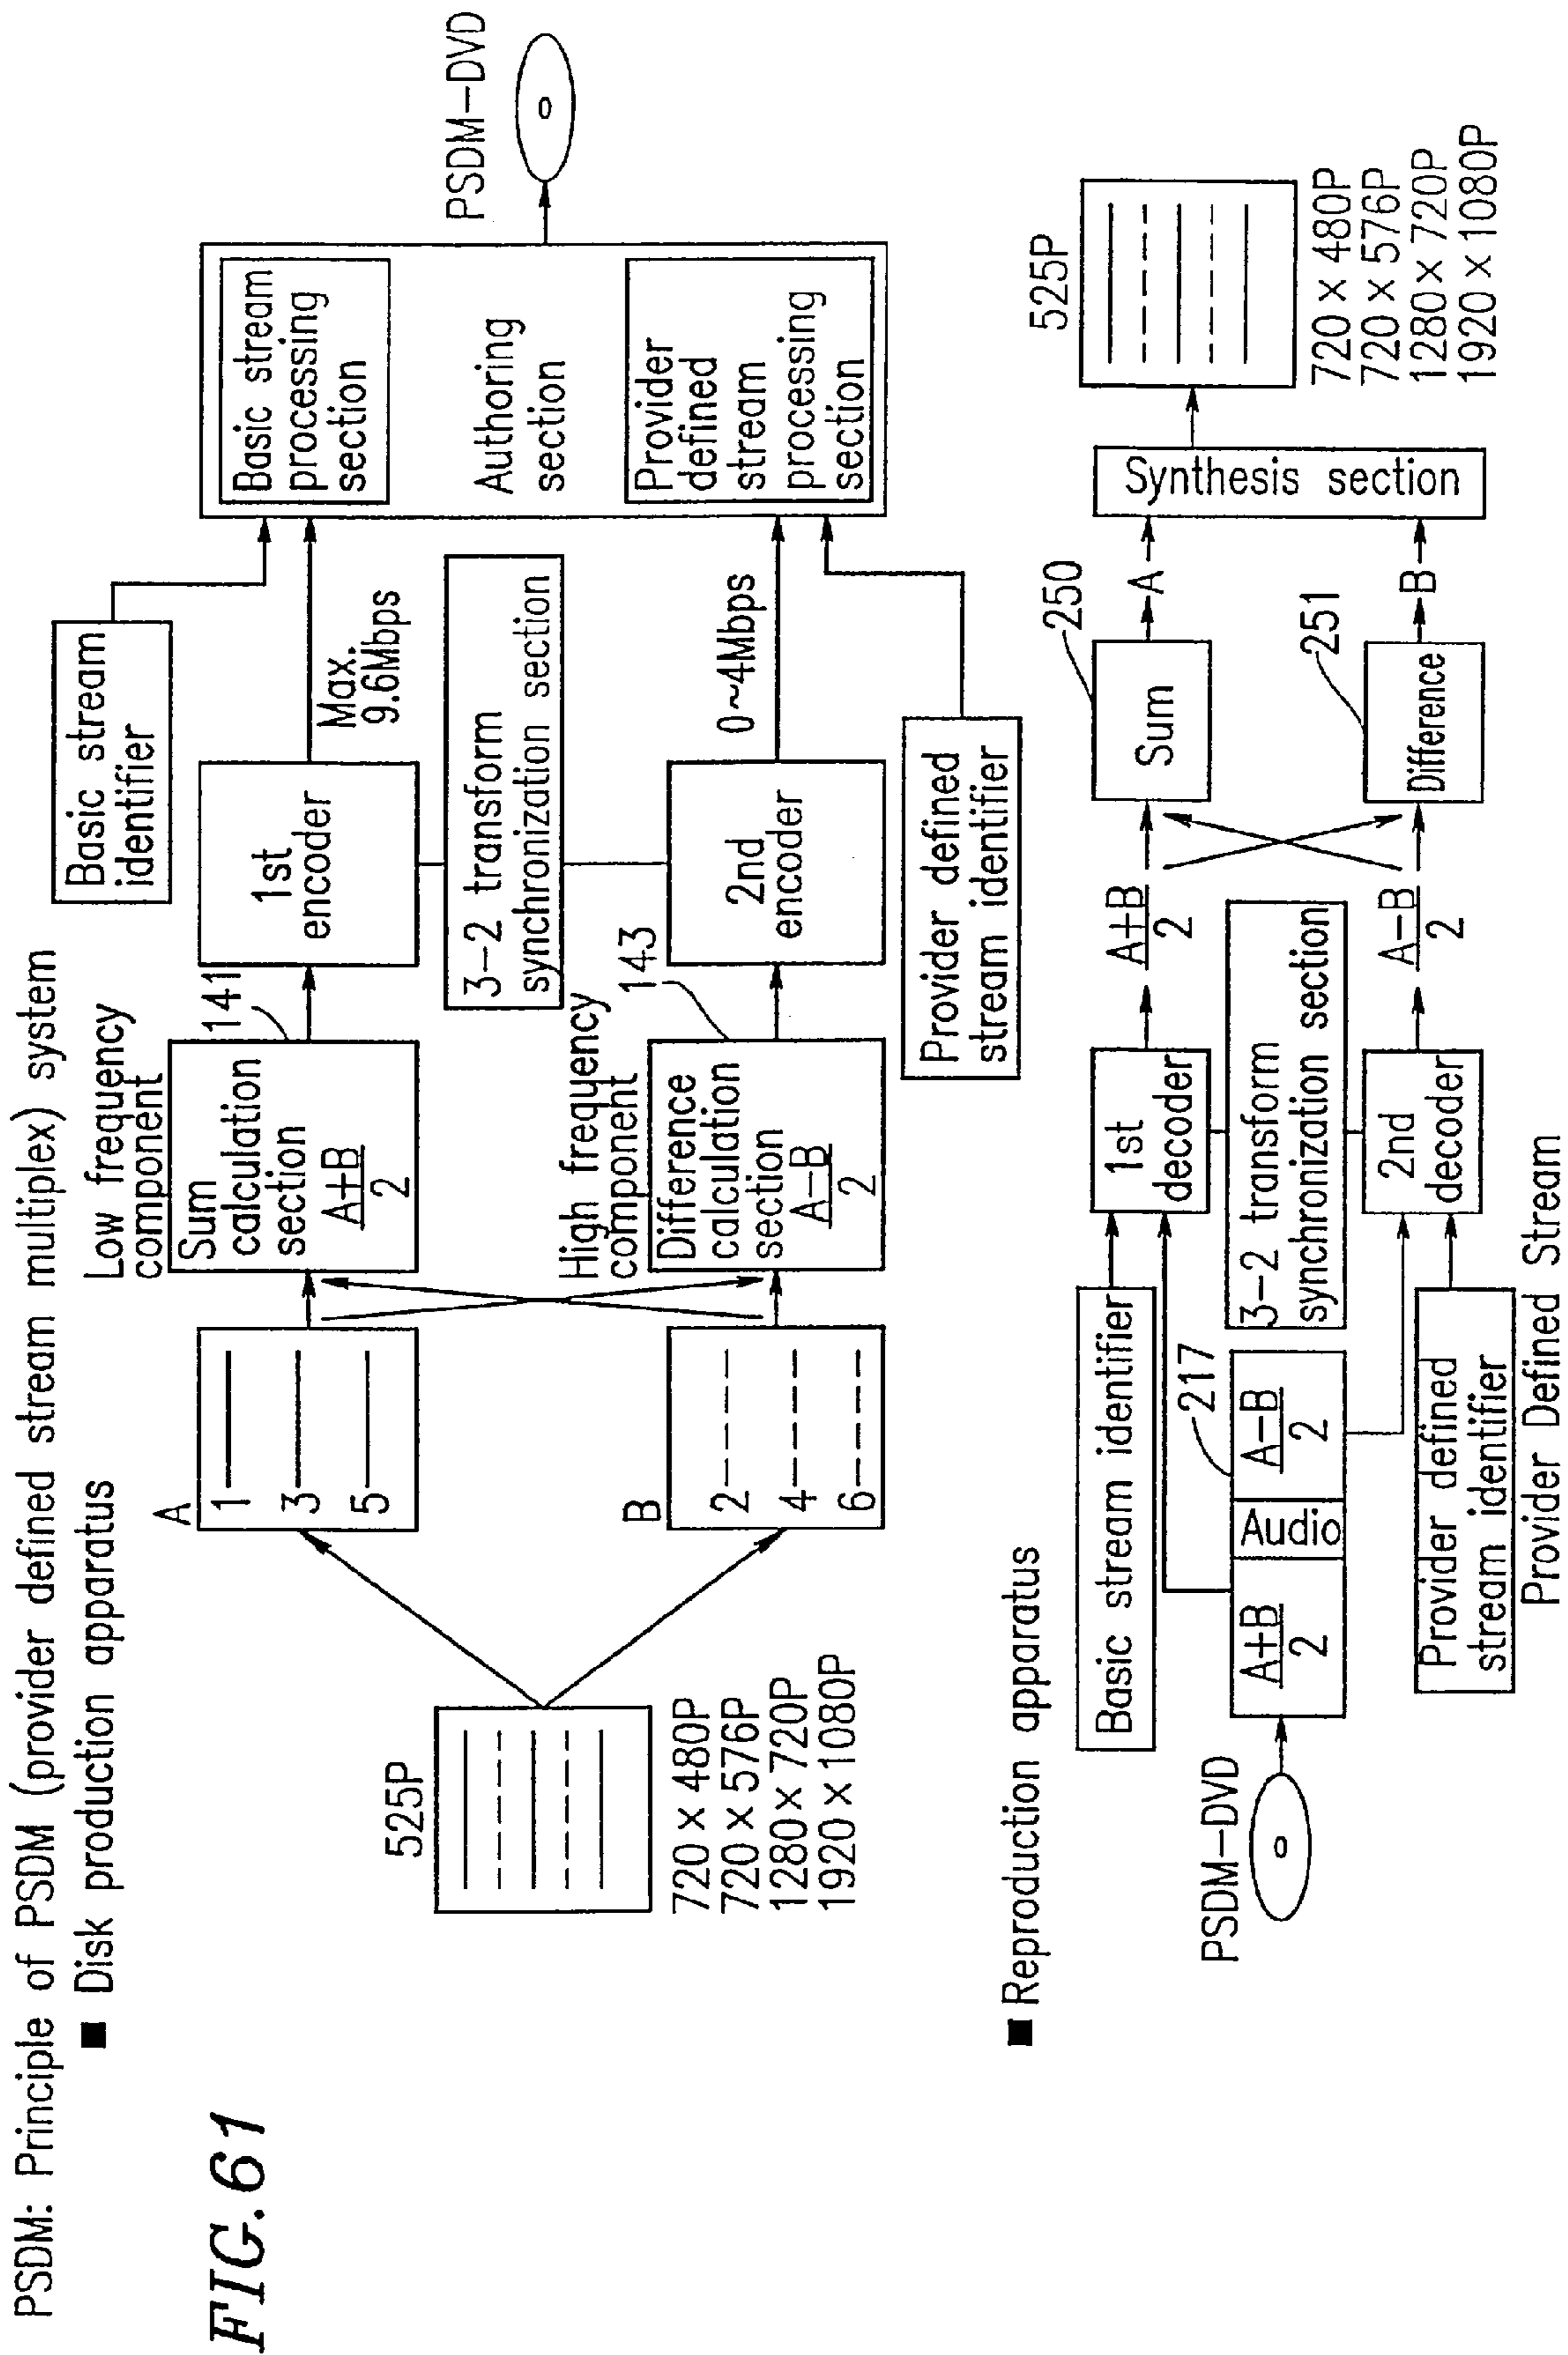 PSDM: Principle of PSDM (provider defined stream multiplex) system
■ Disk production apparatus
525P
720×480P
720×576P
1280×720P
1920×1080P
A
1
3
5
B
2
4
6
Low frequency
component
Sum
calculation
section
A+B
2
141
High frequency
component
Difference
calculation
section
A−B
2
143
1st
encoder
3−2 transform
synchronization section
2nd
encoder
Basic stream
identifier
Max.
9.6Mbps
0~4Mbps
Provider defined
stream identifier
Basic stream
processing
section
Authoring
section
Provider
defined
stream
processing
section
PSDM−DVD
■ Reproduction apparatus
PSDM−DVD
Basic stream identifier
A+B
2
Audio
A−B
2
217
Provider defined
stream identifier
Provider Defined Stream
1st
decoder
3−2 transform
synchronization section
2nd
decoder
A+B
2
A−B
2
Sum
250
Difference
251
A
B
Synthesis section
525P
720×480P
720×576P
1280×720P
1920×1080P
FIG.61